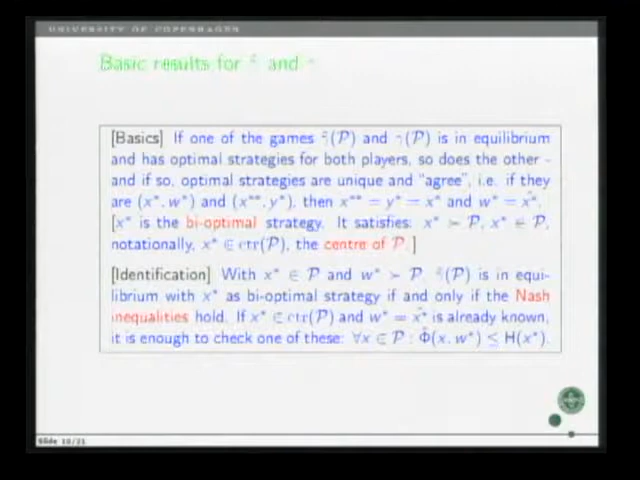 UNIVERSITY OF COPENHAGEN
Basic results for γ̂ and γ
[Basics] If one of the games γ̂(𝒫) and γ(𝒫) is in equilibrium
and has optimal strategies for both players, so does the other -
and if so, optimal strategies are unique and "agree", i.e. if they
are (x*, w*) and (x**, y*), then x** = y* = x* and w* = x̂*.
[x* is the bi-optimal strategy. It satisfies: x* ≻ 𝒫, x* ∈ 𝒫,
notationally, x* ∈ ctr(𝒫), the centre of 𝒫.]
[Identification] With x* ∈ 𝒫 and w* ≻ 𝒫, γ̂(𝒫) is in equi-
librium with x* as bi-optimal strategy if and only if the Nash
inequalities hold. If x* ∈ ctr(𝒫) and w* = x̂* is already known,
it is enough to check one of these: ∀x ∈ 𝒫 : Φ̂(x, w*) ≤ H(x*).
Slide 10/21